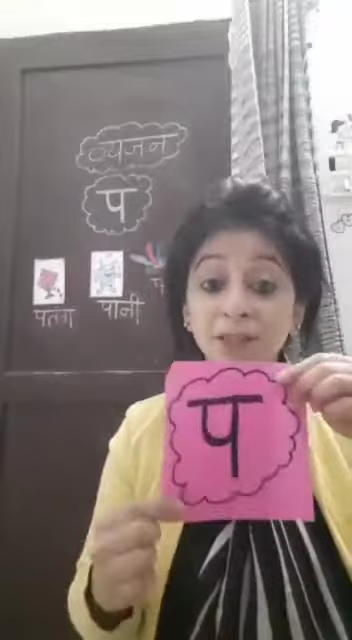 व्यंजन
प
पतंग
पानी
प